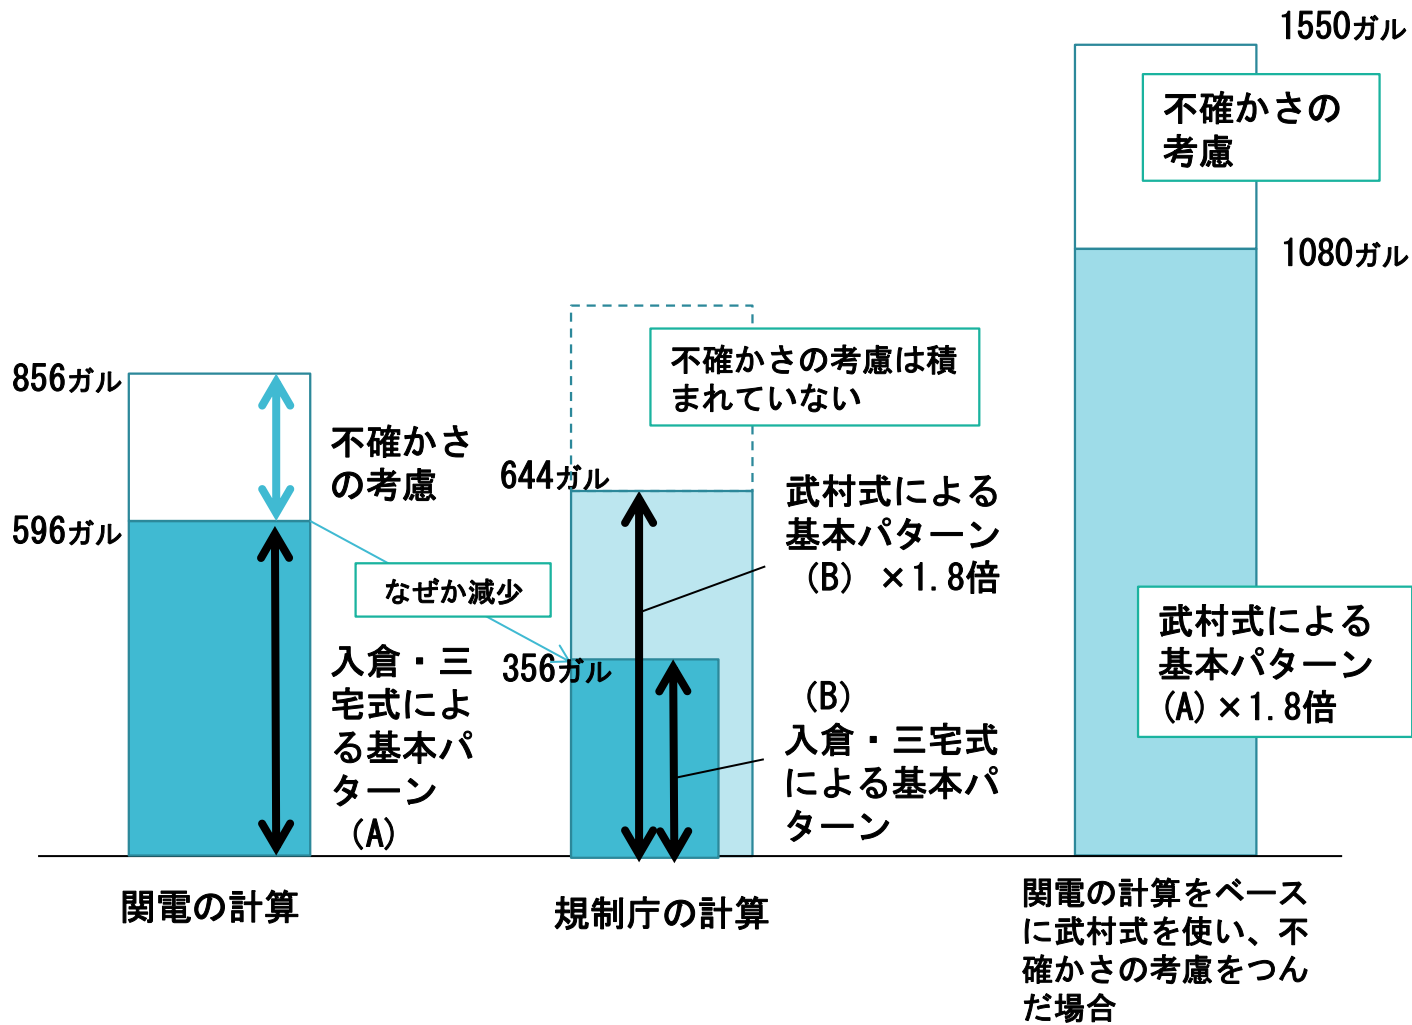 1550ガル
不確かさの
考慮
1080ガル
856ガル
596ガル
不確かさ
の考慮
入倉・三
宅式によ
る基本パ
ターン
(A)
なぜか減少
不確かさの考慮は積
まれていない
644ガル
356ガル
武村式による
基本パターン
(B) ×1.8倍
(B)
入倉・三宅式
による基本パ
ターン
武村式による
基本パターン
(A)×1.8倍
関電の計算
規制庁の計算
関電の計算をベース
に武村式を使い、不
確かさの考慮をつん
だ場合